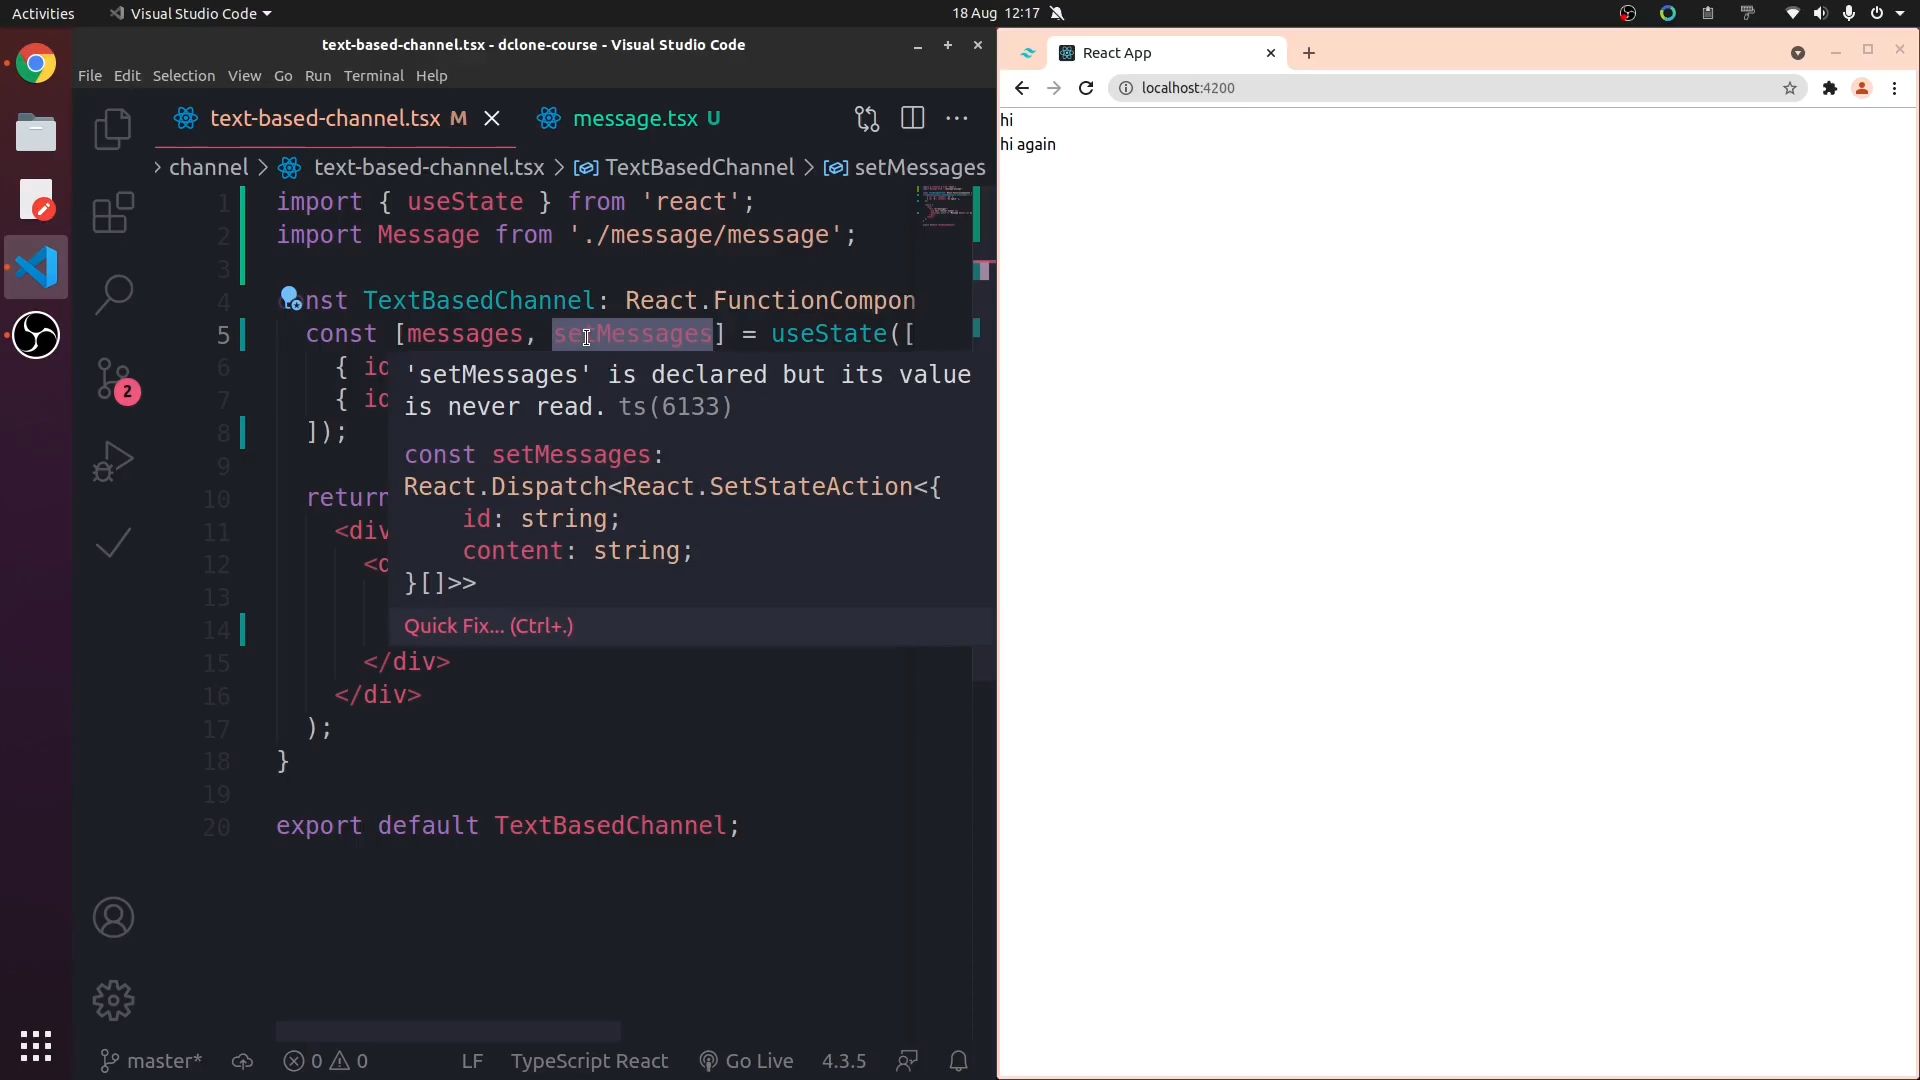 Activities
Visual Studio Code
18 Aug 12:17
text-based-channel.tsx - dclone-course - Visual Studio Code
File Edit Selection View Go Run Terminal Help
text-based-channel.tsx M
message.tsx U
channel > text-based-channel.tsx > TextBasedChannel > setMessages
1 import { useState } from 'react';
2 import Message from './message/message';
3
4 const TextBasedChannel: React.FunctionCompon
5 const [messages, setMessages] = useState([
6 { id
7 { id
8 ]);
9
10 return
11 <div
12 <d
13
14
15 </div>
16 </div>
17 );
18 }
19
20 export default TextBasedChannel;
'setMessages' is declared but its value
is never read. ts(6133)
const setMessages:
React.Dispatch<React.SetStateAction<{
id: string;
content: string;
}[]>>
Quick Fix... (Ctrl+.)
2
master* 0 0 LF TypeScript React Go Live 4.3.5
React App
localhost:4200
hi
hi again